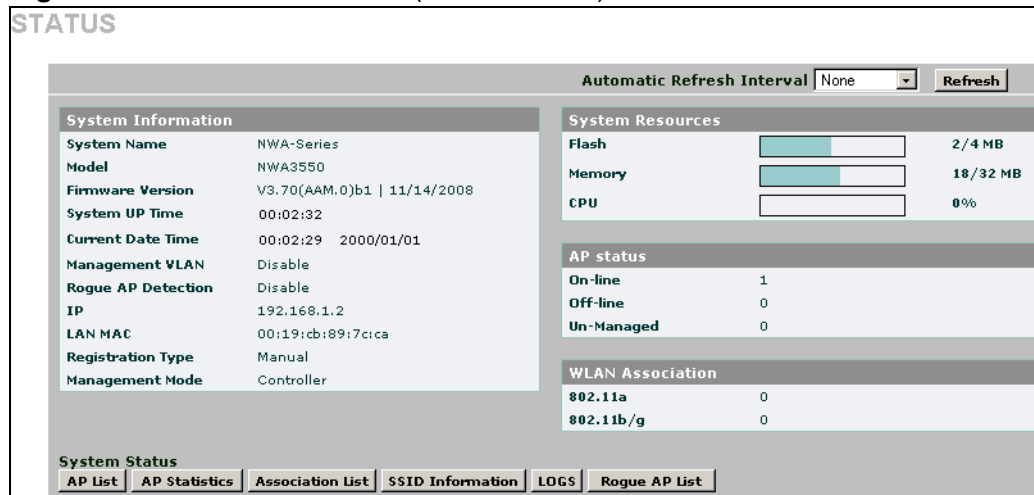 STATUS
Automatic Refresh Interval None Refresh
System Information
System Name NWA-Series
Model NWA3550
Firmware Version V3.70(AAM.0)b1 | 11/14/2008
System UP Time 00:02:32
Current Date Time 00:02:29 2000/01/01
Management VLAN Disable
Rogue AP Detection Disable
IP 192.168.1.2
LAN MAC 00:19:cb:89:7c:ca
Registration Type Manual
Management Mode Controller
System Resources
Flash 2/4 MB
Memory 18/32 MB
CPU 0%
AP status
On-line 1
Off-line 0
Un-Managed 0
WLAN Association
802.11a 0
802.11b/g 0
System Status
AP List AP Statistics Association List SSID Information LOGS Rogue AP List